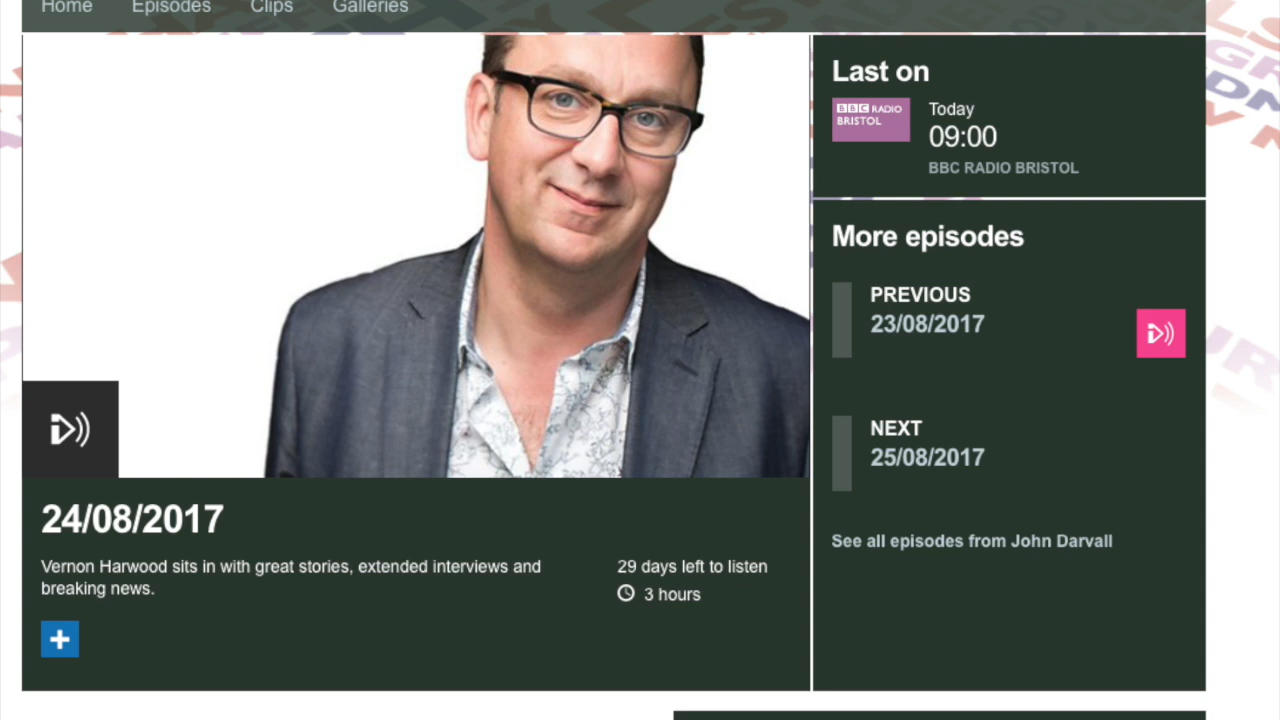 Home Episodes Clips Galleries
Last on
BBC RADIO
BRISTOL
Today
09:00
BBC RADIO BRISTOL
More episodes
PREVIOUS
23/08/2017
NEXT
25/08/2017
See all episodes from John Darvall
24/08/2017
Vernon Harwood sits in with great stories, extended interviews and
breaking news.
29 days left to listen
3 hours